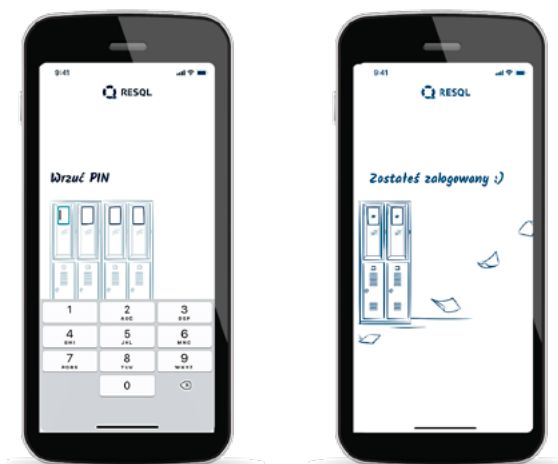 9:41
RESQL
Wrzuć PIN
1
2
ABC
3
DEF
4
GHI
5
JKL
6
MNO
7
PQRS
8
TUV
9
WXYZ
0
9:41
RESQL
Zostałeś zalogowany :)